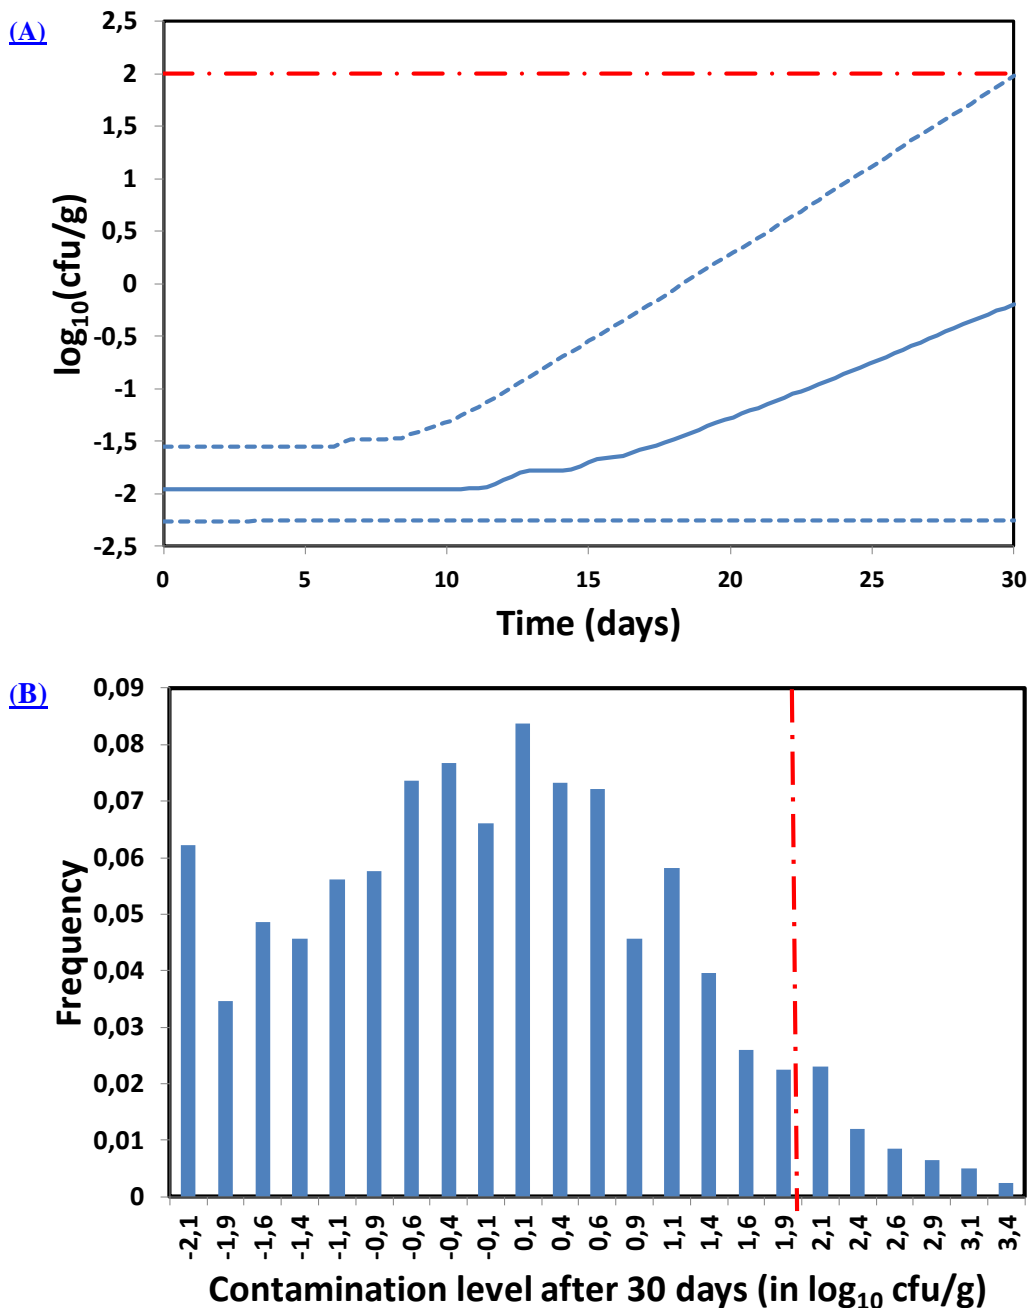 (A)
2,5
2
1,5
1
0,5
0
-0,5
-1
-1,5
-2
-2,5
log10(cfu/g)
0 5 10 15 20 25 30
Time (days)
(B)
0,09
0,08
0,07
0,06
0,05
0,04
0,03
0,02
0,01
0
Frequency
-2,1 -1,9 -1,6 -1,4 -1,1 -0,9 -0,6 -0,4 -0,1 0,1 0,4 0,6 0,9 1,1 1,4 1,6 1,9 2,1 2,4 2,6 2,9 3,1 3,4
Contamination level after 30 days (in log10 cfu/g)